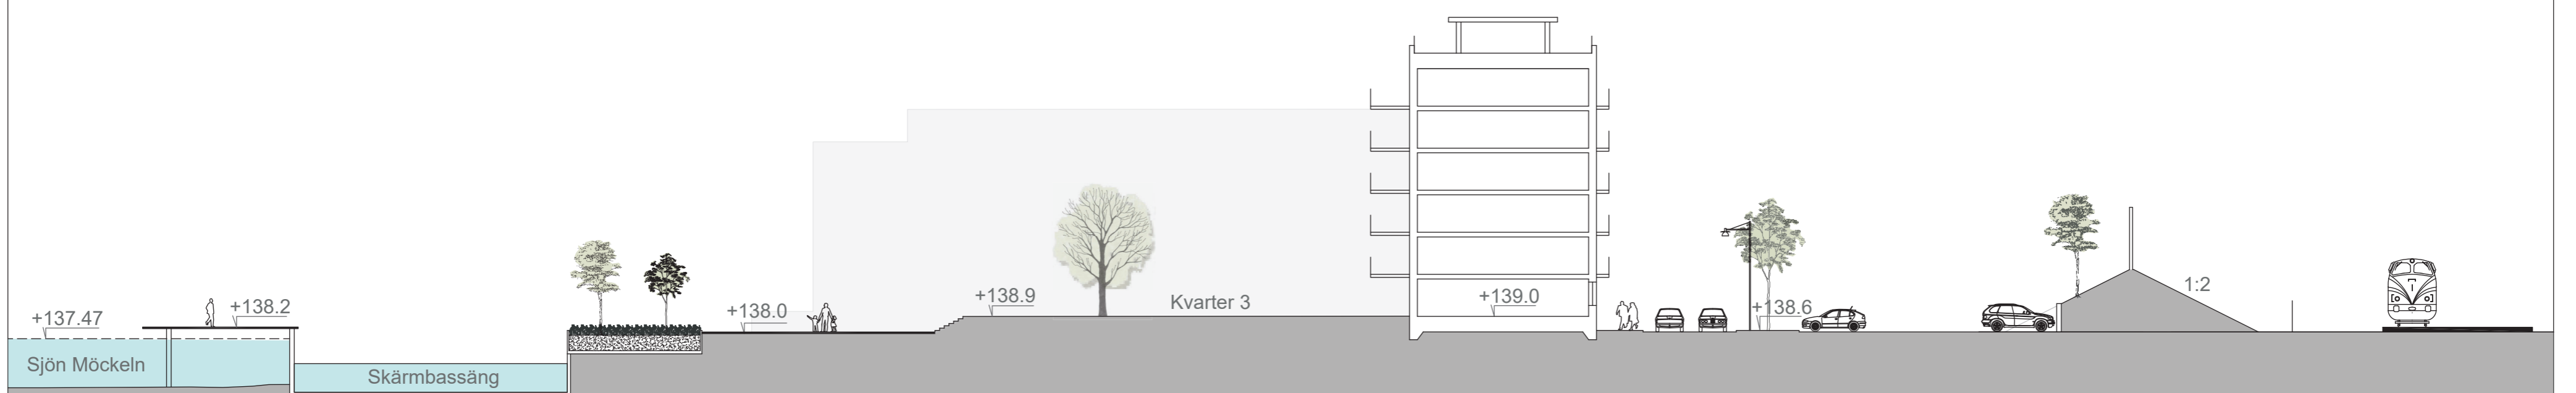 +137.47
+138.2
Sjön Möckeln
Skärmbassäng
+138.0
+138.9
Kvarter 3
+139.0
+138.6
1:2